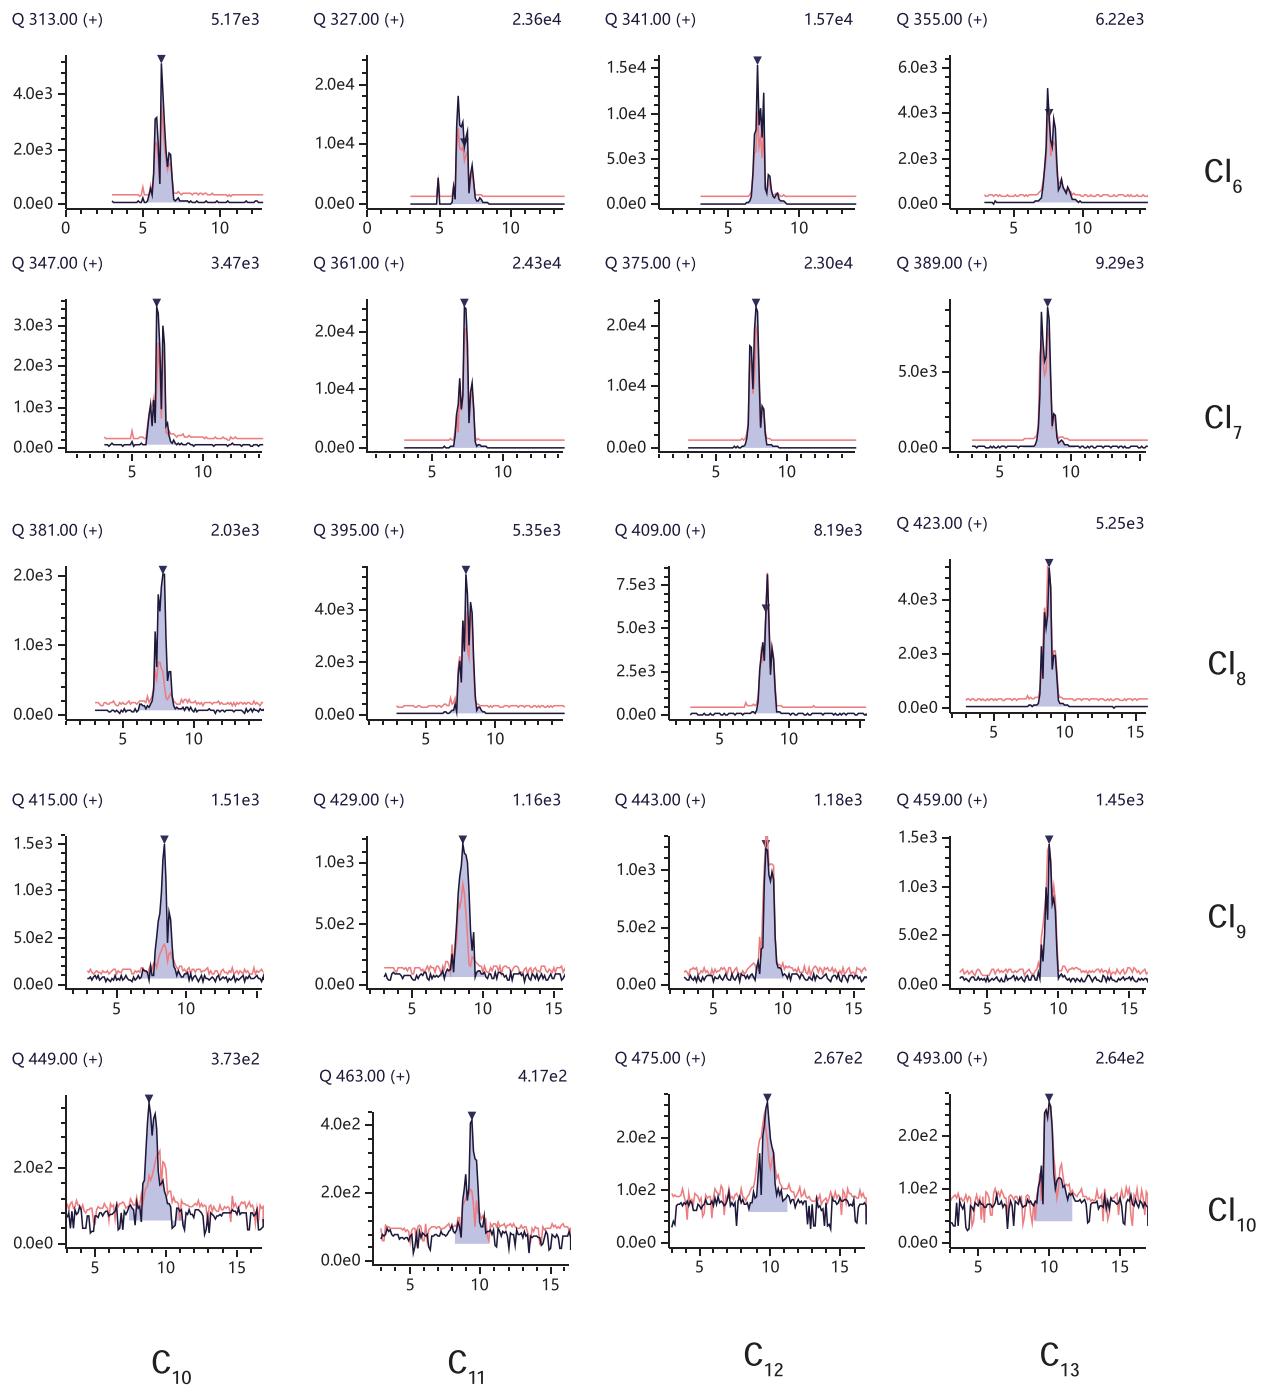 Q 313.00 (+) 5.17e3 Q 327.00 (+) 2.36e4 Q 341.00 (+) 1.57e4 Q 355.00 (+) 6.22e3
4.0e3
2.0e3
0.0e0
0 5 10
2.0e4
1.0e4
0.0e0
0 5 10
1.5e4
1.0e4
5.0e3
0.0e0
5 10
6.0e3
4.0e3
2.0e3
0.0e0
5 10
Cl6
Q 347.00 (+) 3.47e3 Q 361.00 (+) 2.43e4 Q 375.00 (+) 2.30e4 Q 389.00 (+) 9.29e3
3.0e3
2.0e3
1.0e3
0.0e0
5 10
2.0e4
1.0e4
0.0e0
5 10
2.0e4
1.0e4
0.0e0
5 10
5.0e3
0.0e0
5 10
Cl7
Q 381.00 (+) 2.03e3 Q 395.00 (+) 5.35e3 Q 409.00 (+) 8.19e3 Q 423.00 (+) 5.25e3
2.0e3
1.0e3
0.0e0
5 10
4.0e3
2.0e3
0.0e0
5 10
7.5e3
5.0e3
2.5e3
0.0e0
5 10
4.0e3
2.0e3
0.0e0
5 10 15
Cl8
Q 415.00 (+) 1.51e3 Q 429.00 (+) 1.16e3 Q 443.00 (+) 1.18e3 Q 459.00 (+) 1.45e3
1.5e3
1.0e3
5.0e2
0.0e0
5 10
1.0e3
5.0e2
0.0e0
5 10 15
1.0e3
5.0e2
0.0e0
5 10 15
1.5e3
1.0e3
5.0e2
0.0e0
5 10 15
Cl9
Q 449.00 (+) 3.73e2 Q 463.00 (+) 4.17e2 Q 475.00 (+) 2.67e2 Q 493.00 (+) 2.64e2
2.0e2
0.0e0
5 10 15
4.0e2
2.0e2
0.0e0
5 10 15
2.0e2
1.0e2
0.0e0
5 10 15
2.0e2
1.0e2
0.0e0
5 10 15
Cl10
C10 C11 C12 C13